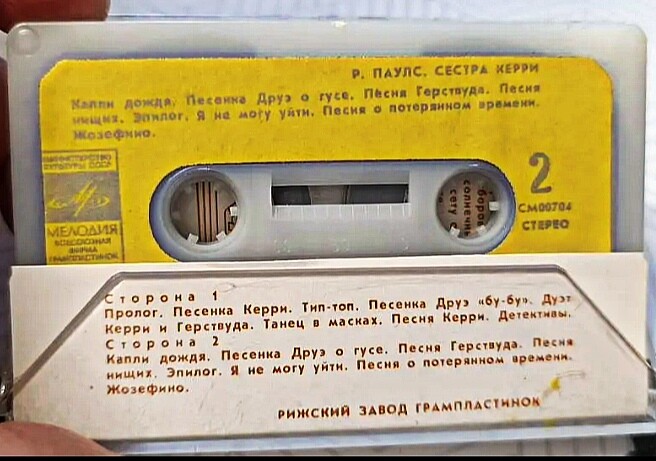 Р. ПАУЛС. СЕСТРА КЕРРИ
Капли дождя. Песенка Друэ о гусе. Песня Герствуда. Песня
нищих. Эпилог. Я не могу уйти. Песня о потерянном времени.
Жозефино.
МИНИСТЕРСТВО
КУЛЬТУРЫ СССР
МЕЛОДИЯ
ВСЕСОЮЗНАЯ
ФИРМА
ГРАМПЛАСТИНОК
2
СМ00704
СТЕРЕО
боров
солнечны
сету
Сторона 1
Пролог. Песенка Керри. Тип-топ. Песенка Друэ «бу-бу». Дуэт
Керри и Герствуда. Танец в масках. Песня Керри. Детективы.
Сторона 2
Капли дождя. Песенка Друэ о гусе. Песня Герствуда. Песня
нищих. Эпилог. Я не могу уйти. Песня о потерянном времени.
Жозефино.
РИЖСКИЙ ЗАВОД ГРАМПЛАСТИНОК